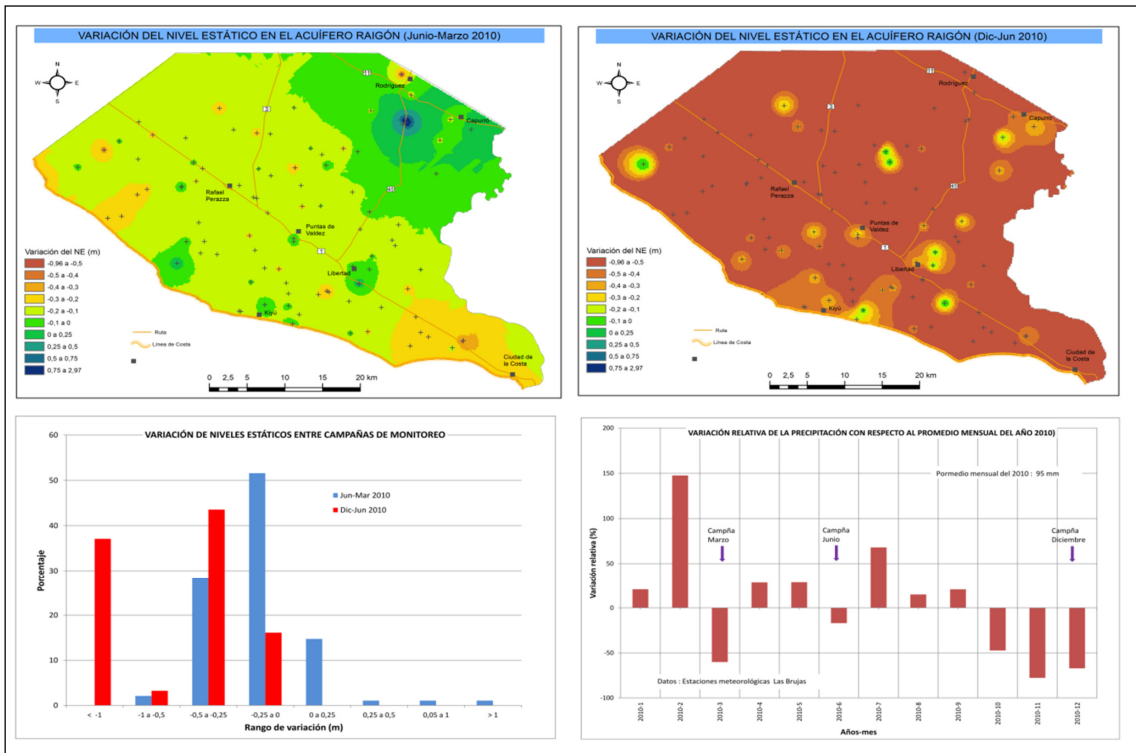 VARIACIÓN DEL NIVEL ESTÁTICO EN EL ACUÍFERO RAIGÓN (Junio-Marzo 2010)
N
W E
S
11
Rodríguez
Capurro
3
45
Rafael
Perazza
Puntas de
Valdez
1
Libertad
Kiyú
Ciudad de
la Costa
Variación del NE (m)
-0,96 a -0,5
-0,5 a -0,4
-0,4 a -0,3
-0,3 a -0,2
-0,2 a -0,1
-0,1 a 0
0 a 0,25
0,25 a 0,5
0,5 a 0,75
0,75 a 2,97
Ruta
Línea de Costa
0 2,5 5 10 15 20 km
VARIACIÓN DEL NIVEL ESTÁTICO EN EL ACUÍFERO RAIGÓN (Dic-Jun 2010)
N
W E
S
11
Rodríguez
Capurro
3
45
Rafael
Perazza
Puntas de
Valdez
1
Libertad
Kiyú
Ciudad de
la Costa
Variación del NE (m)
-0,96 a -0,5
-0,5 a -0,4
-0,4 a -0,3
-0,3 a -0,2
-0,2 a -0,1
-0,1 a 0
0 a 0,25
0,25 a 0,5
0,5 a 0,75
0,75 a 2,97
Ruta
Línea de Costa
0 2,5 5 10 15 20 km
VARIACIÓN DE NIVELES ESTÁTICOS ENTRE CAMPAÑAS DE MONITOREO
Porcentaje
60
50
40
30
20
10
0
Jun-Mar 2010
Dic-Jun 2010
< -1 -1 a -0,5 -0,5 a -0,25 -0,25 a 0 0 a 0,25 0,25 a 0,5 0,05 a 1 > 1
Rango de variación (m)
VARIACIÓN RELATIVA DE LA PRECIPITACIÓN CON RESPECTO AL PROMEDIO MENSUAL DEL AÑO 2010)
Variación relativa (%)
200
150
100
50
0
-50
-100
Pormedio mensual del 2010 : 95 mm
Campña
Marzo
Campña
Junio
Campña
Diciembre
Datos : Estaciones meteorológicas Las Brujas
2010-1 2010-2 2010-3 2010-4 2010-5 2010-6 2010-7 2010-8 2010-9 2010-10 2010-11 2010-12
Años-mes